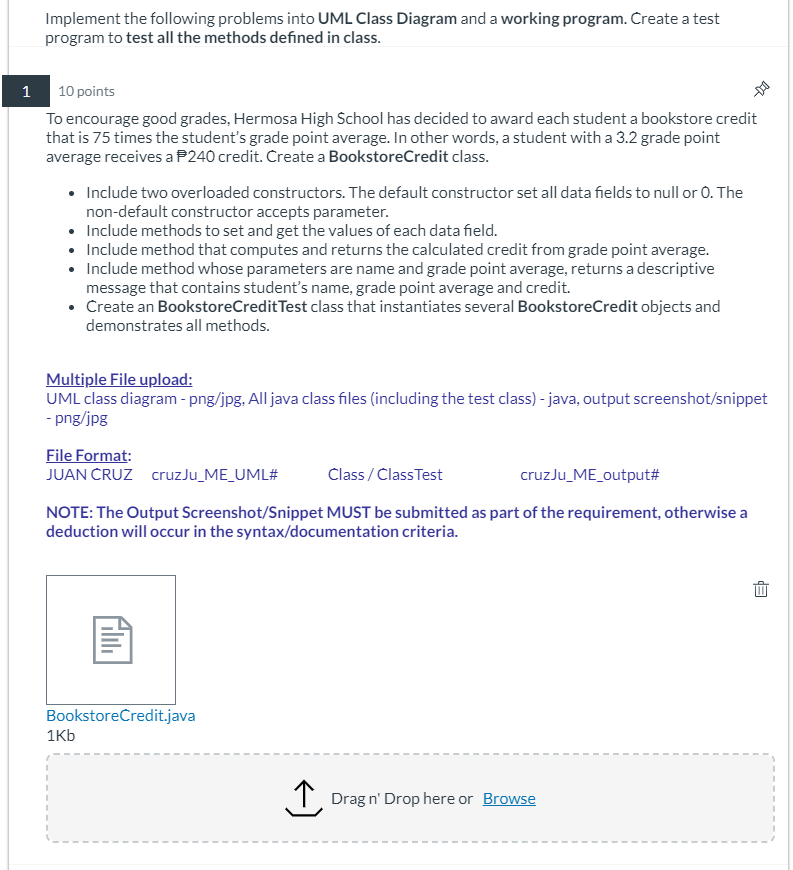 Implement the following problems into UML Class Diagram and a working program. Create a test
program to test all the methods defined in class.
1 10 points
To encourage good grades, Hermosa High School has decided to award each student a bookstore credit
that is 75 times the student's grade point average. In other words, a student with a 3.2 grade point
average receives a ₱240 credit. Create a BookstoreCredit class.
• Include two overloaded constructors. The default constructor set all data fields to null or 0. The
non-default constructor accepts parameter.
• Include methods to set and get the values of each data field.
• Include method that computes and returns the calculated credit from grade point average.
• Include method whose parameters are name and grade point average, returns a descriptive
message that contains student's name, grade point average and credit.
• Create an BookstoreCreditTest class that instantiates several BookstoreCredit objects and
demonstrates all methods.
Multiple File upload:
UML class diagram - png/jpg, All java class files (including the test class) - java, output screenshot/snippet
- png/jpg
File Format:
JUAN CRUZ cruzJu_ME_UML# Class / ClassTest cruzJu_ME_output#
NOTE: The Output Screenshot/Snippet MUST be submitted as part of the requirement, otherwise a
deduction will occur in the syntax/documentation criteria.
BookstoreCredit.java
1Kb
Drag n' Drop here or Browse